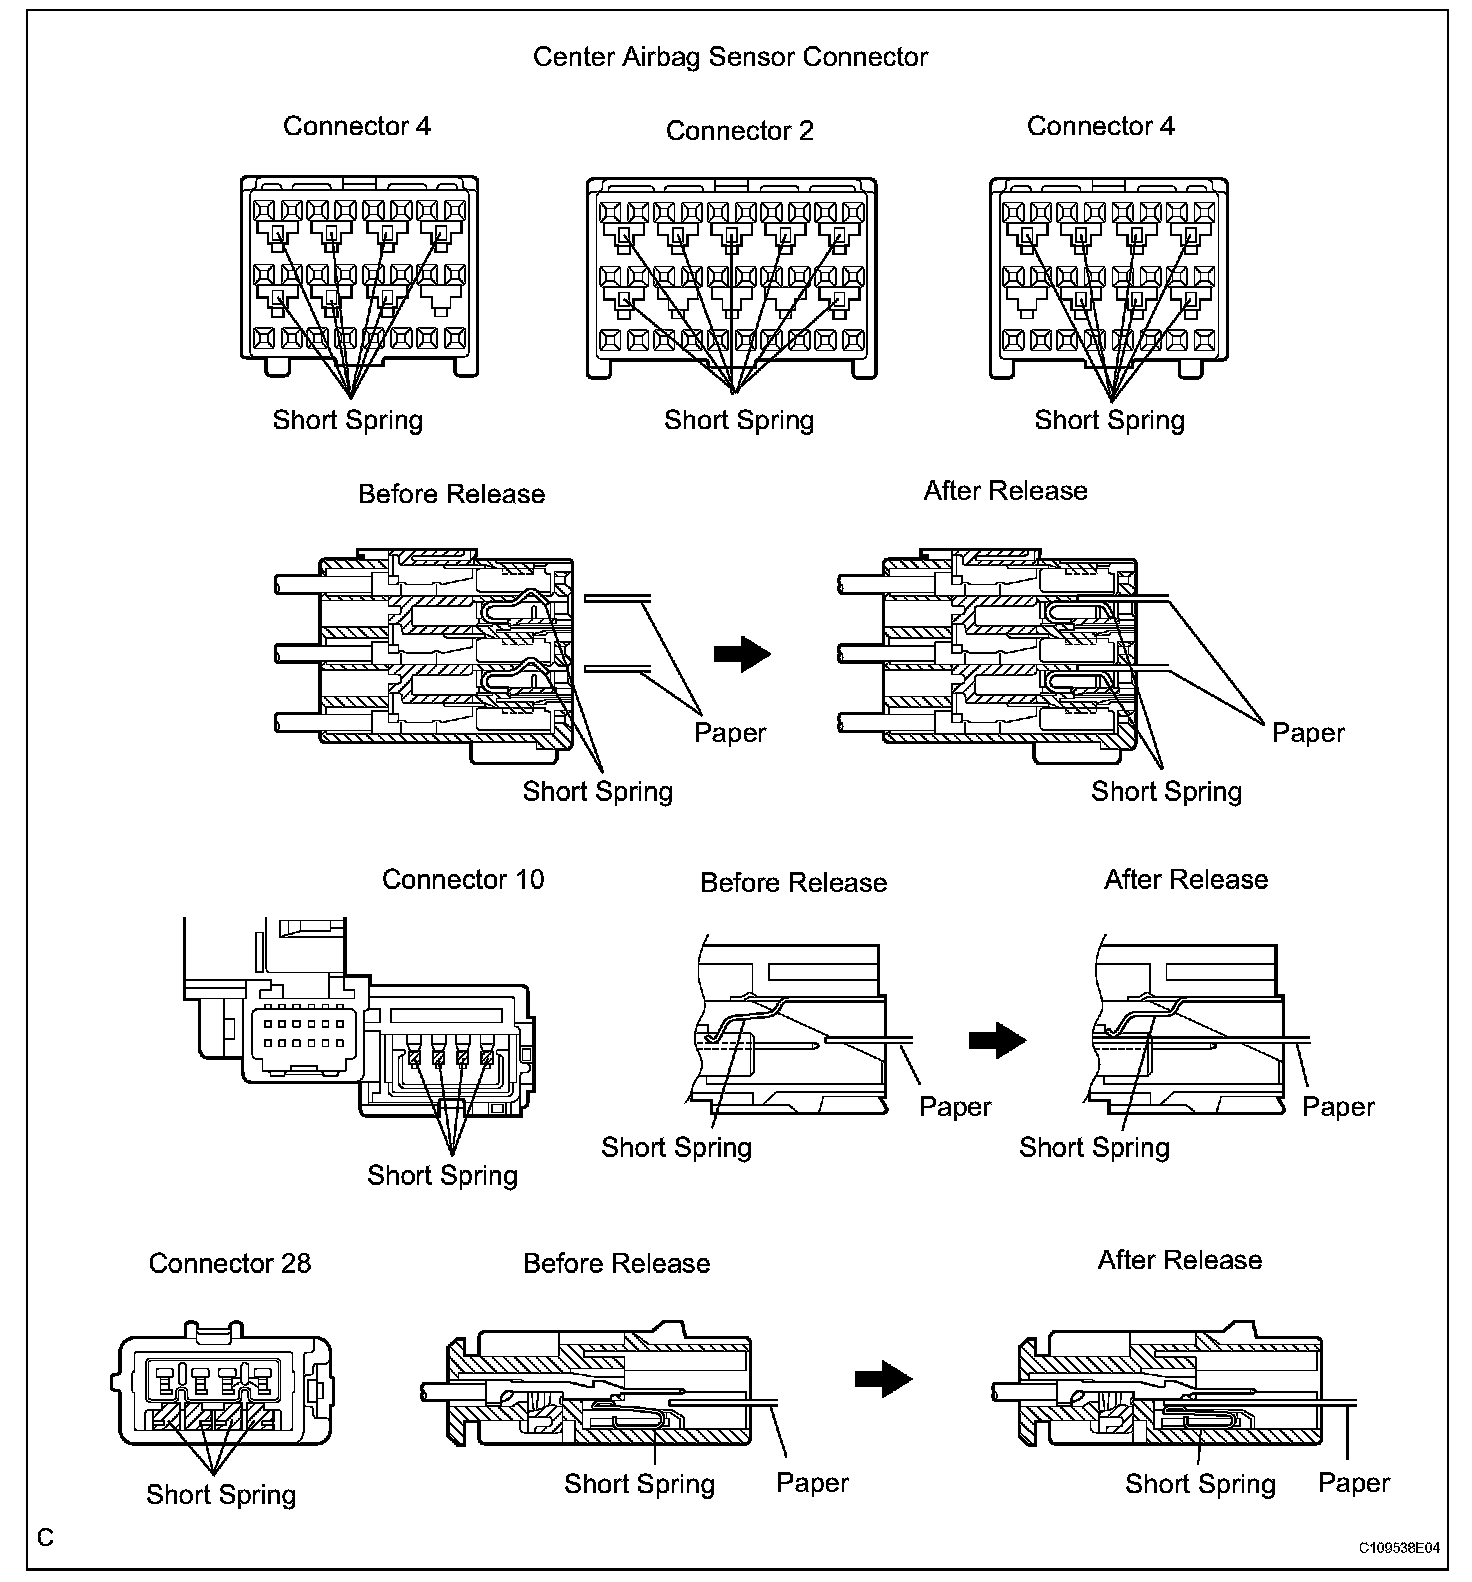 Center Airbag Sensor Connector
Connector 4
Connector 2
Connector 4
Short Spring
Short Spring
Short Spring
Before Release
After Release
Paper
Paper
Short Spring
Short Spring
Connector 10
Before Release
After Release
Paper
Paper
Short Spring
Short Spring
Short Spring
Connector 28
Before Release
After Release
Short Spring
Paper
Short Spring
Paper
Short Spring
C
C109538E04